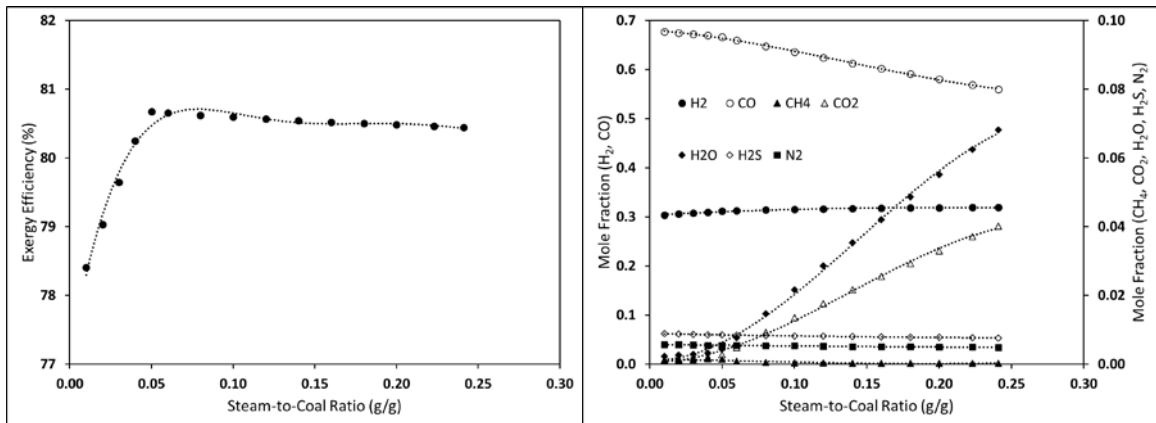 82
81
80
79
78
77
Exergy Efficiency (%)
0.00 0.05 0.10 0.15 0.20 0.25 0.30
Steam-to-Coal Ratio (g/g)
0.7
0.6
0.5
0.4
0.3
0.2
0.1
0.0
Mole Fraction (H₂, CO)
H2 CO CH4 CO2
H2O H2S N2
0.10
0.08
0.06
0.04
0.02
0.00
Mole Fraction (CH₄, CO₂, H₂O, H₂S, N₂)
0.00 0.05 0.10 0.15 0.20 0.25 0.30
Steam-to-Coal Ratio (g/g)